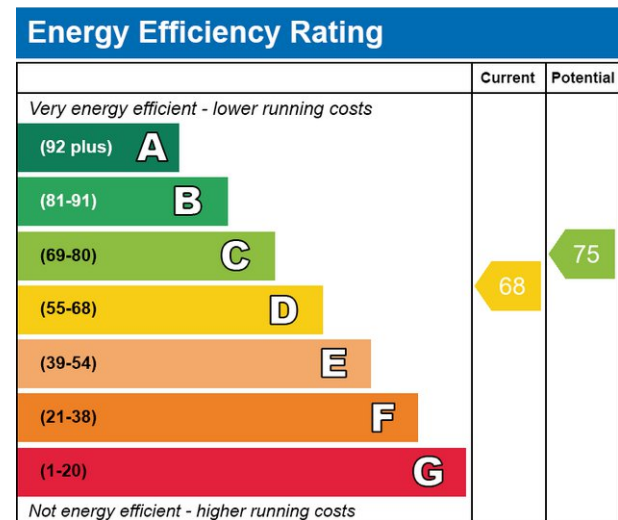 Energy Efficiency Rating
Current Potential
Very energy efficient - lower running costs
(92 plus) A
(81-91) B
(69-80) C
75
(55-68) D
68
(39-54) E
(21-38) F
(1-20) G
Not energy efficient - higher running costs